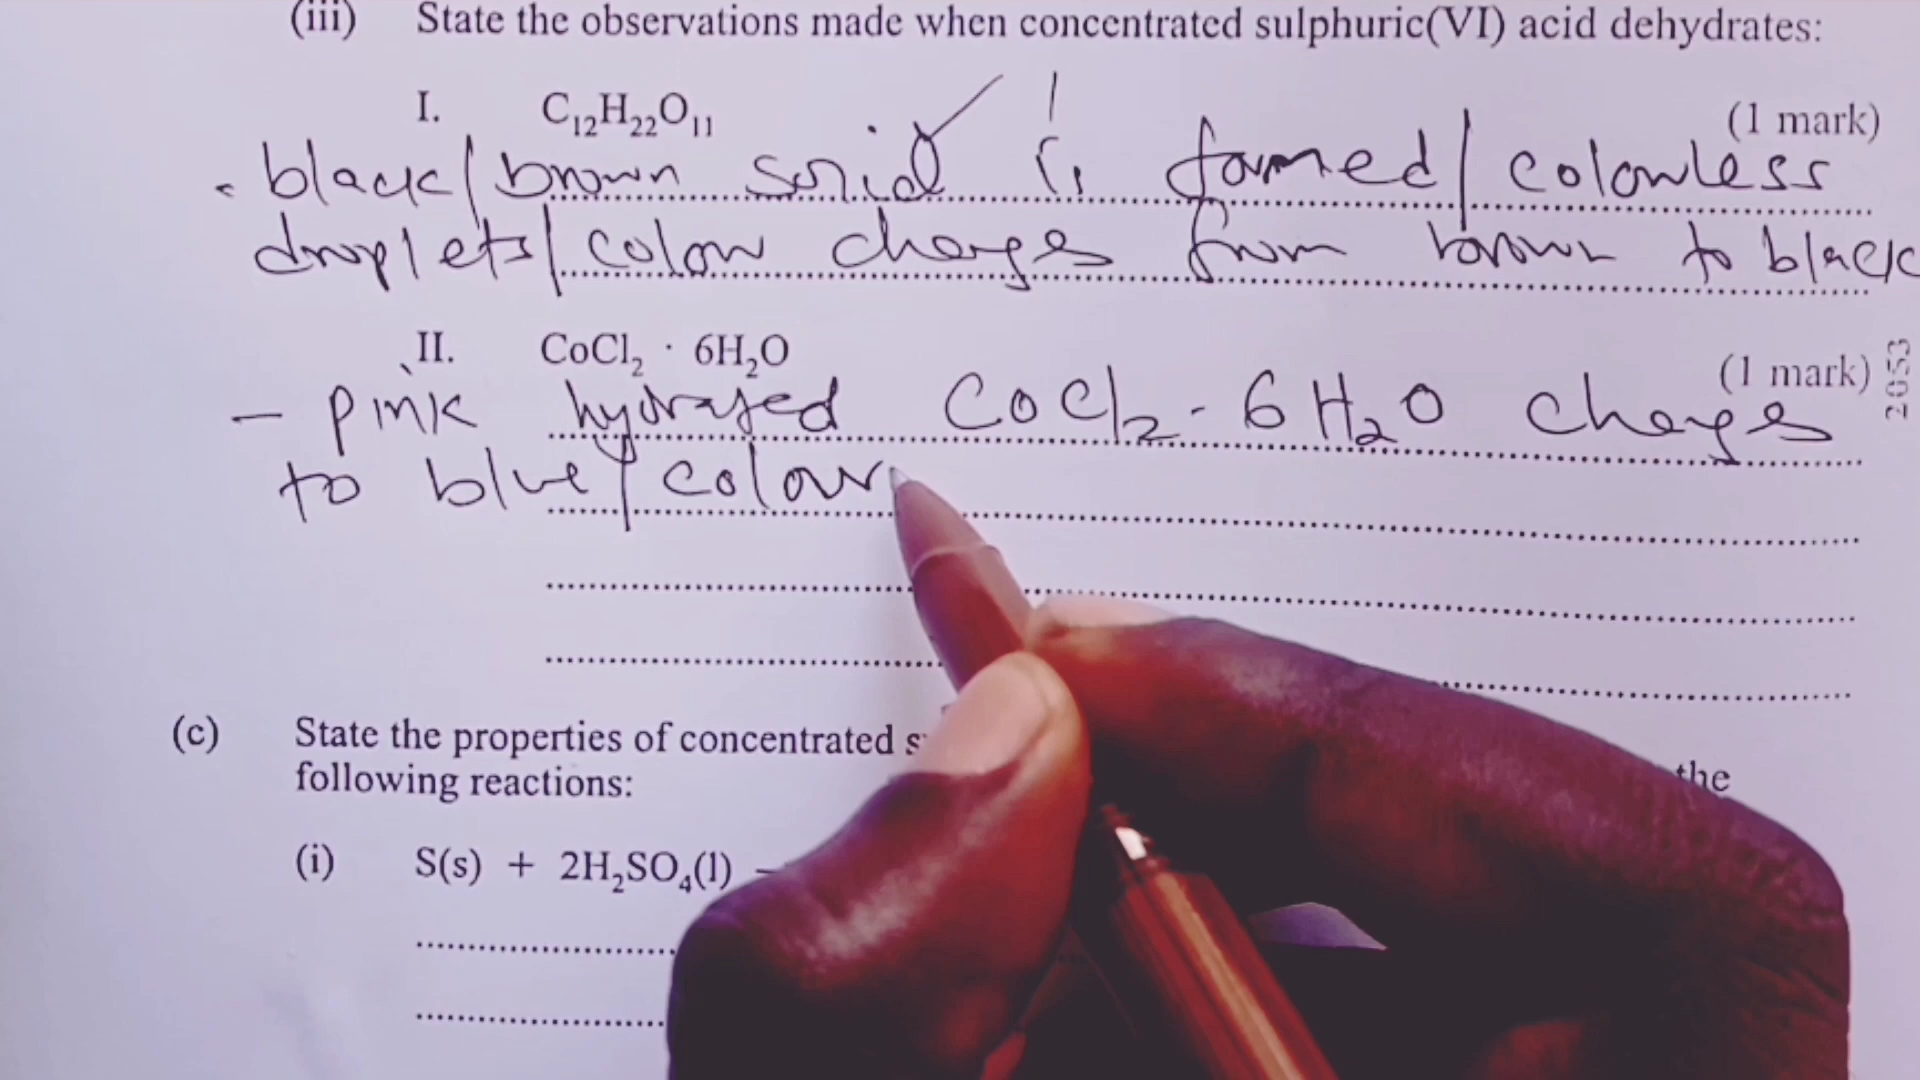 (iii) State the observations made when concentrated sulphuric(VI) acid dehydrates:
I. C₁₂H₂₂O₁₁ (1 mark)
black/brown solid is formed/colourless
droplets/colour changes from brown to black
II. CoCl₂ · 6H₂O (1 mark)
- Pink hydrated CoCl₂·6H₂O changes
to blue/colour
2053
(c) State the properties of concentrated the
following reactions:
(i) S(s) + 2H₂SO₄(l)